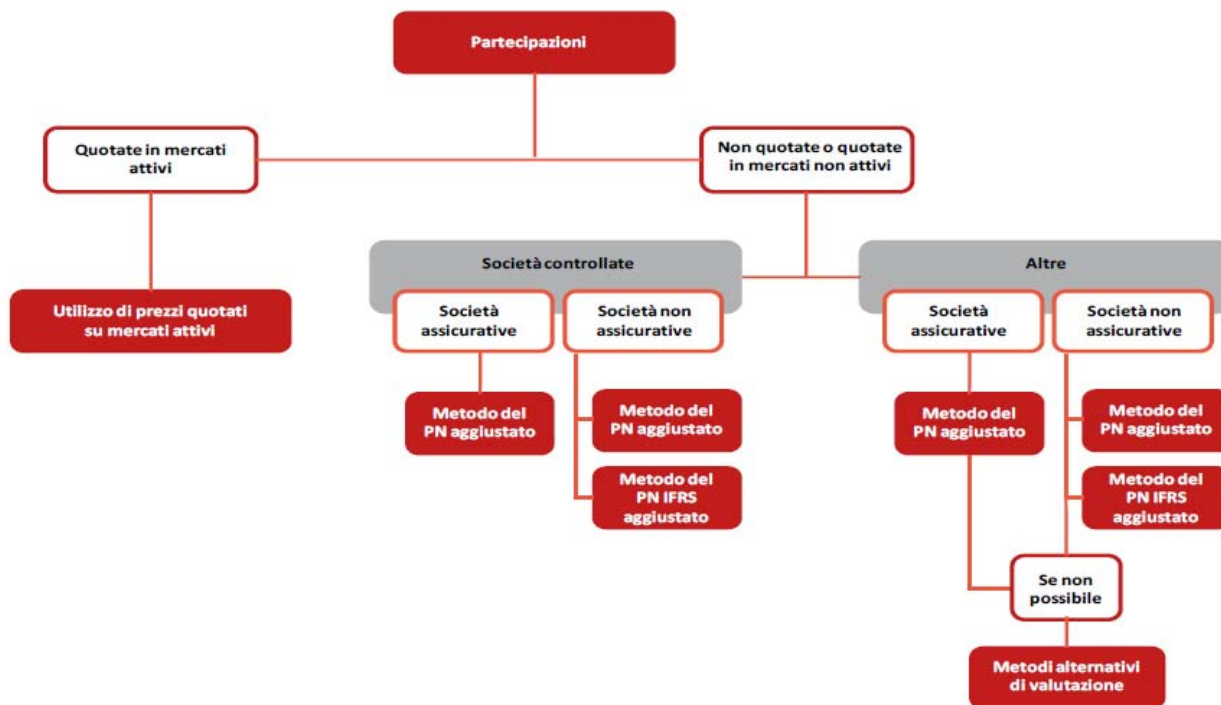 Partecipazioni
Quotate in mercati
attivi
Non quotate o quotate
in mercati non attivi
Utilizzo di prezzi quotati
su mercati attivi
Società controllate
Società
assicurative
Società non
assicurative
Metodo del
PN aggiustato
Metodo del
PN aggiustato
Metodo del
PN IFRS
aggiustato
Altre
Società
assicurative
Società non
assicurative
Metodo del
PN aggiustato
Metodo del
PN aggiustato
Metodo del
PN IFRS
aggiustato
Se non
possibile
Metodi alternativi
di valutazione